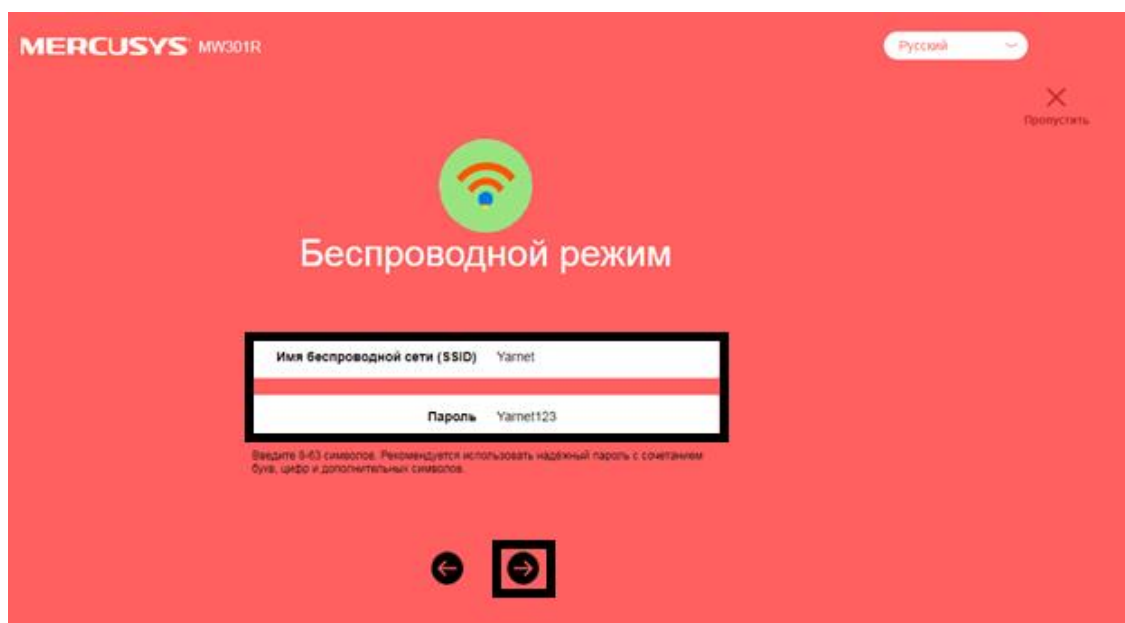 MERCUSYS MW301R
Русский
Пропустить
Беспроводной режим
Имя беспроводной сети (SSID) Yarnet
Пароль Yarnet123
Введите 8-63 символов. Рекомендуется использовать надёжный пароль с сочетанием
букв, цифр и дополнительных символов.